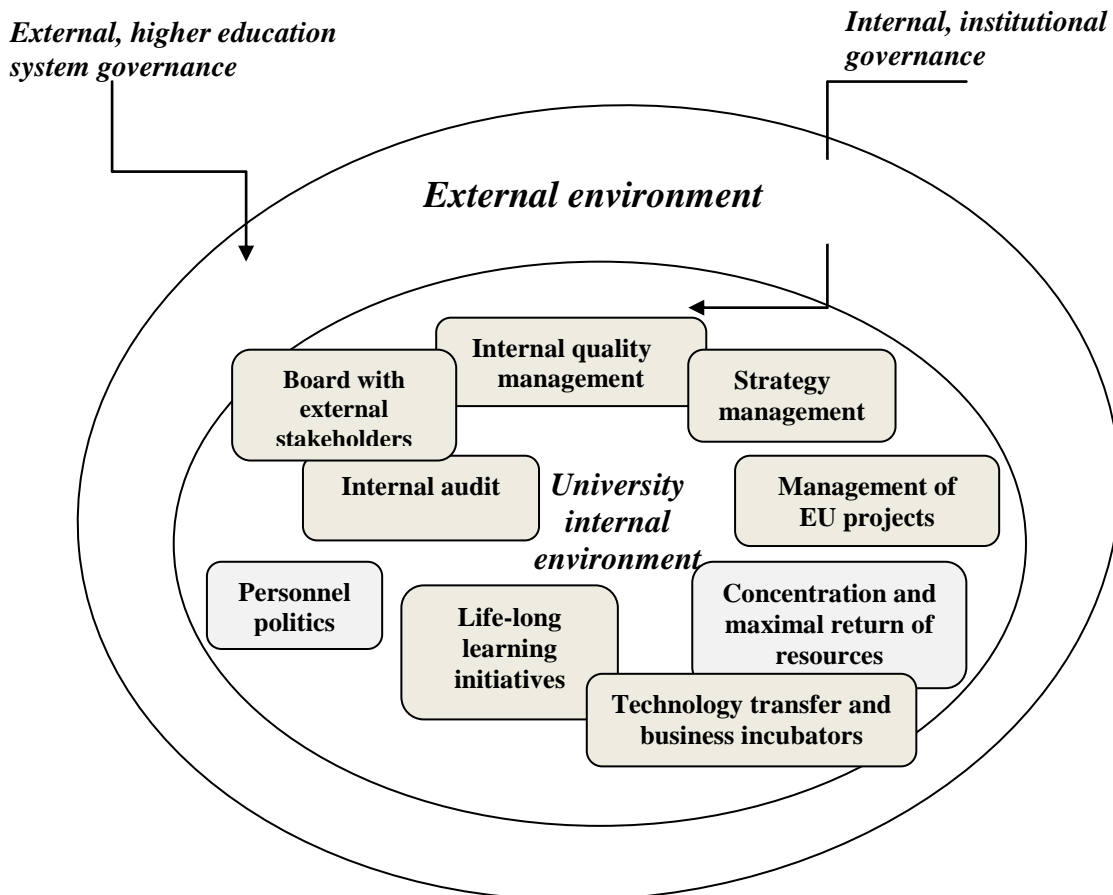 External, higher education
system governance
Internal, institutional
governance
External environment
Internal quality
management
Board with
external
stakeholders
Strategy
management
Internal audit
University
internal
environment
Management of
EU projects
Personnel
politics
Life-long
learning
initiatives
Concentration and
maximal return of
resources
Technology transfer and
business incubators